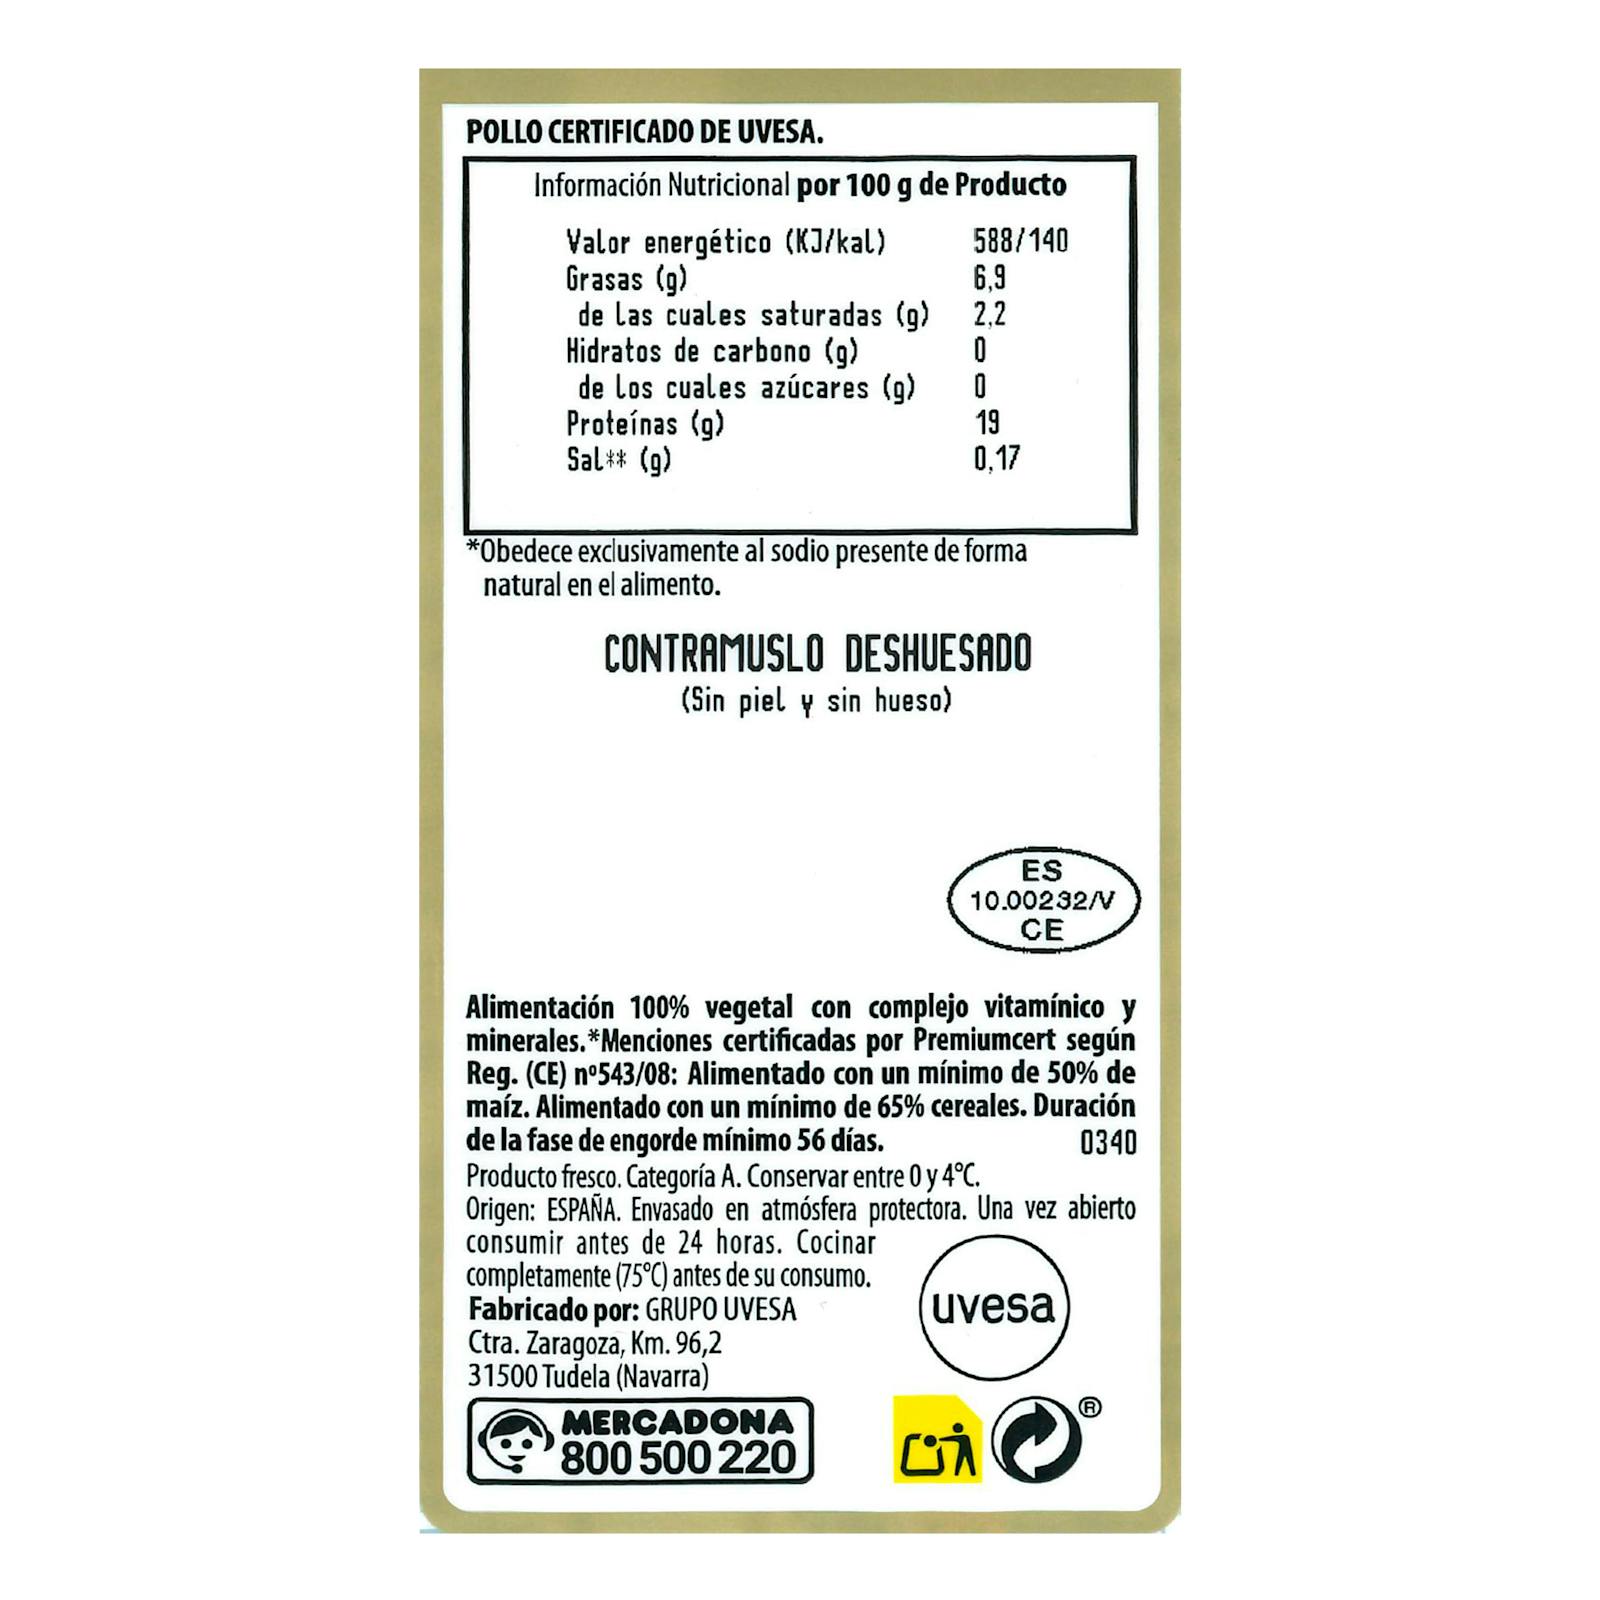 POLLO CERTIFICADO DE UVESA.
Información Nutricional por 100 g de Producto
Valor energético (KJ/kal) 588/140
Grasas (g) 6,9
de las cuales saturadas (g) 2,2
Hidratos de carbono (g) 0
de los cuales azúcares (g) 0
Proteínas (g) 19
Sal** (g) 0,17
*Obedece exclusivamente al sodio presente de forma
natural en el alimento.
CONTRAMUSLO DESHUESADO
(Sin piel y sin hueso)
ES
10.00232/V
CE
Alimentación 100% vegetal con complejo vitamínico y
minerales.*Menciones certificadas por Premiumcert según
Reg. (CE) nº543/08: Alimentado con un mínimo de 50% de
maíz. Alimentado con un mínimo de 65% cereales. Duración
de la fase de engorde mínimo 56 días. 0340
Producto fresco. Categoría A. Conservar entre 0 y 4°C.
Origen: ESPAÑA. Envasado en atmósfera protectora. Una vez abierto
consumir antes de 24 horas. Cocinar
completamente (75°C) antes de su consumo.
Fabricado por: GRUPO UVESA
Ctra. Zaragoza, Km. 96,2
31500 Tudela (Navarra)
uvesa
MERCADONA
800 500 220
®